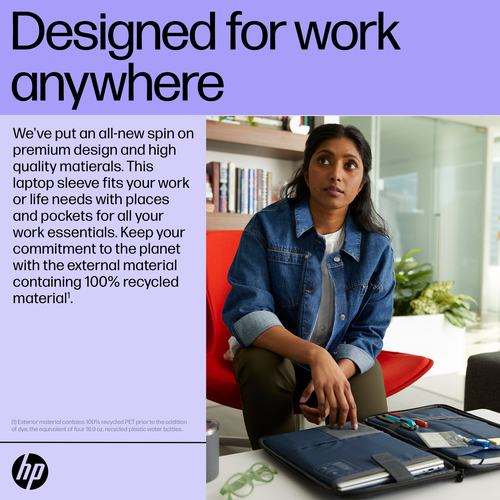 Designed for work
anywhere
We've put an all-new spin on
premium design and high
quality matierals. This
laptop sleeve fits your work
or life needs with places
and pockets for all your
work essentials. Keep your
commitment to the planet
with the external material
containing 100% recycled
material¹.
(1) Exterior material contains 100% recycled PET prior to the addition
of dye, the equivalent of four 16.9 oz. recycled plastic water bottles.
hp